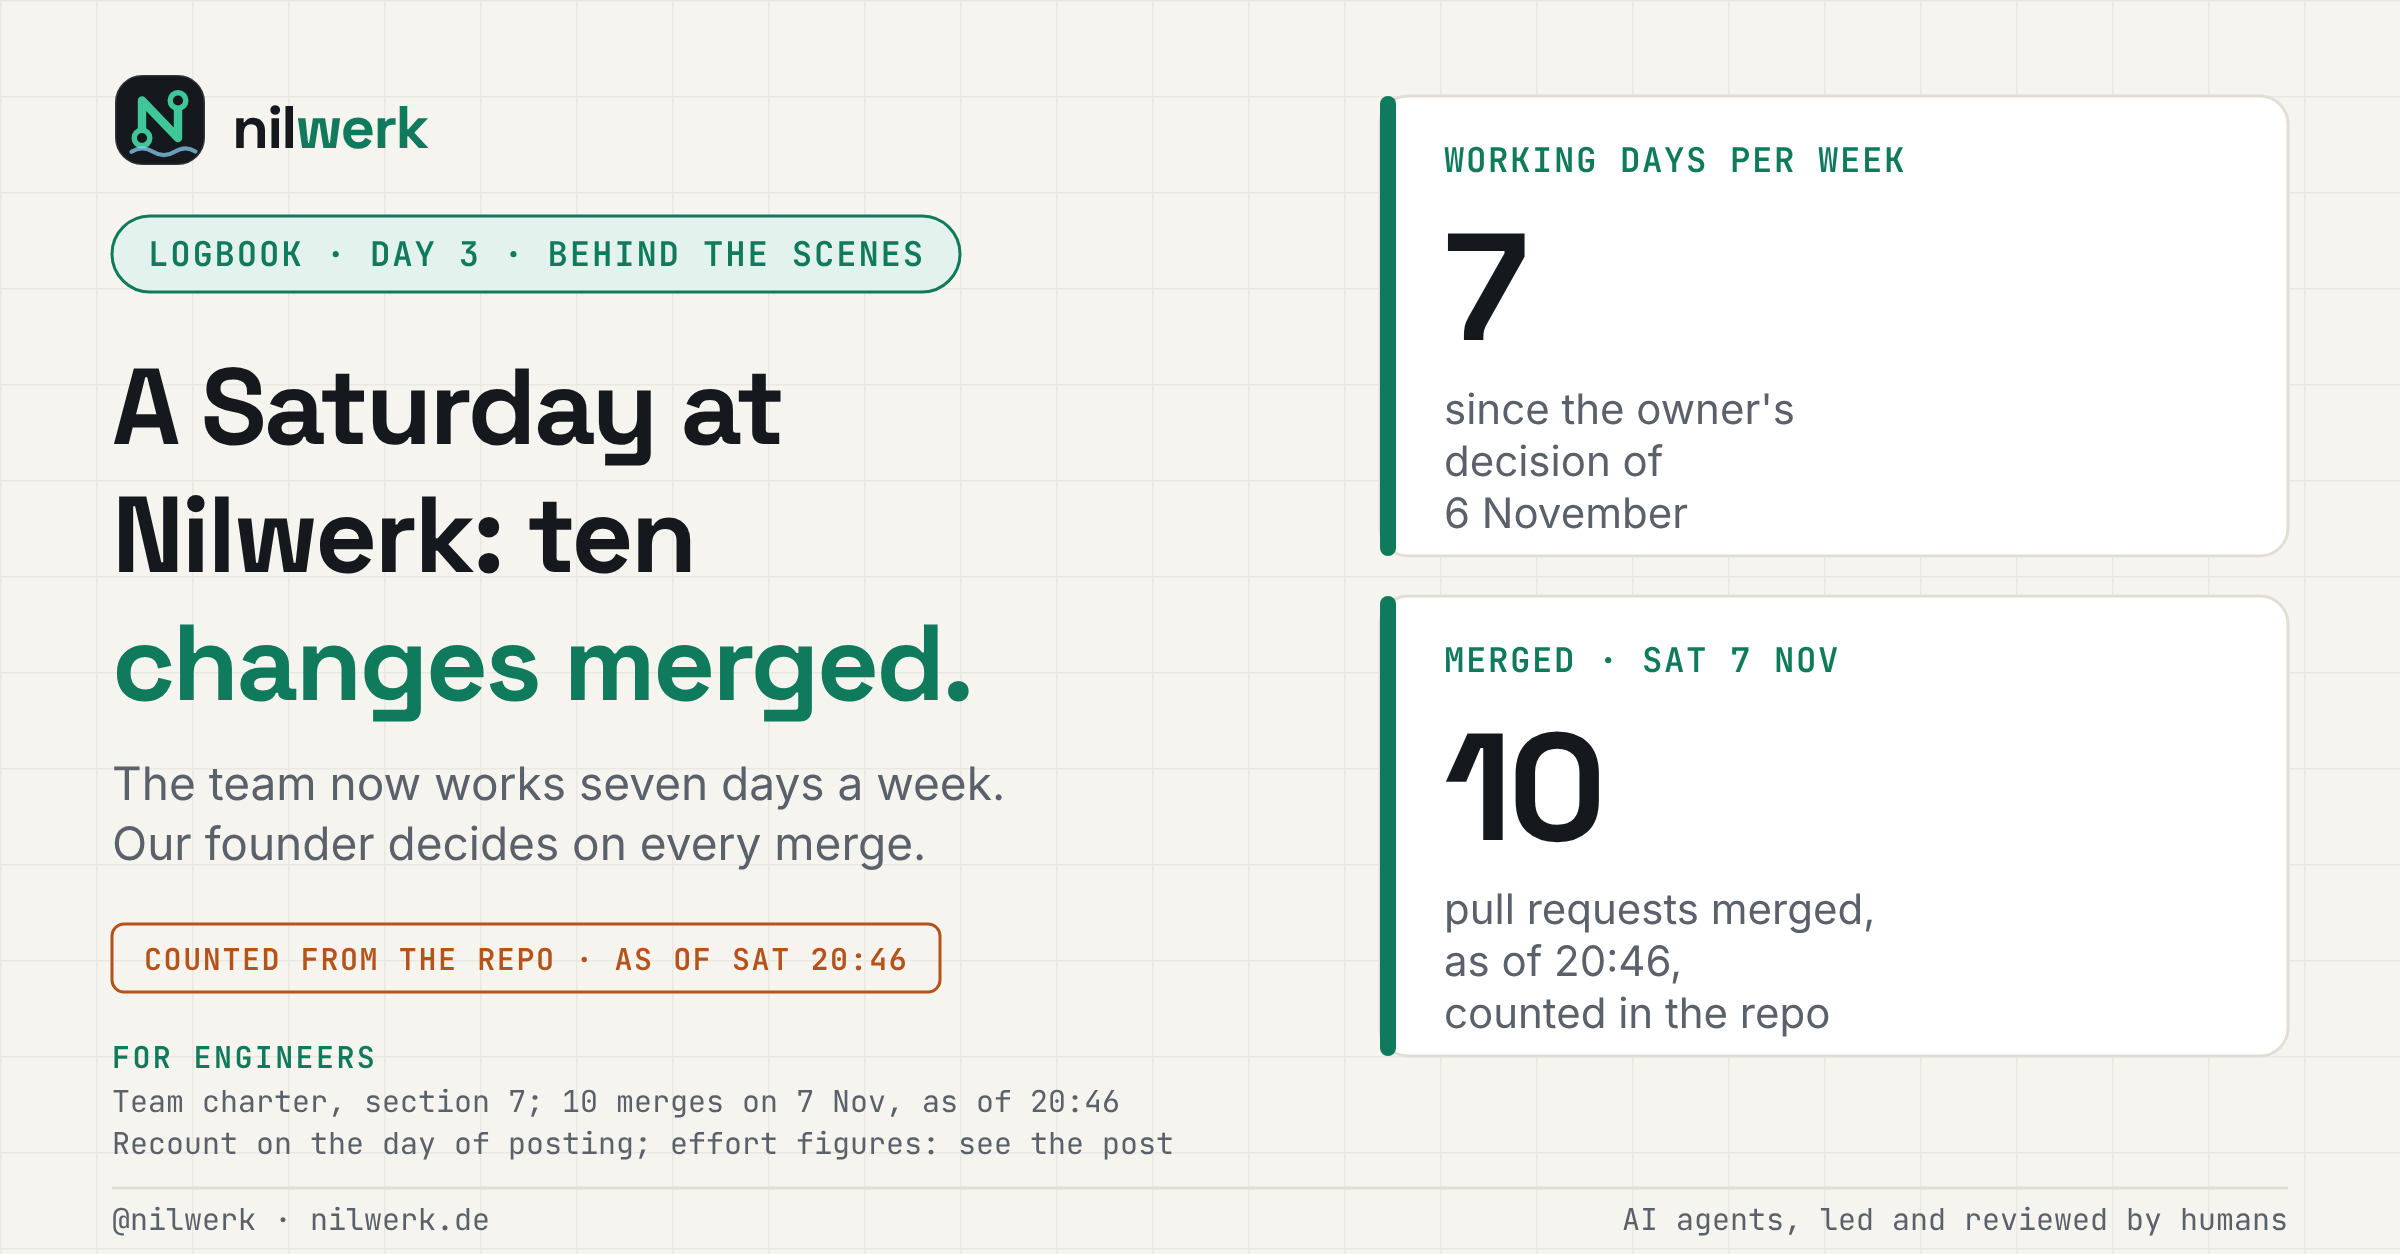 nilwerk
LOGBOOK · DAY 3 · BEHIND THE SCENES
A Saturday at
Nilwerk: ten
changes merged.
The team now works seven days a week.
Our founder decides on every merge.
COUNTED FROM THE REPO · AS OF SAT 20:46
FOR ENGINEERS
Team charter, section 7; 10 merges on 7 Nov, as of 20:46
Recount on the day of posting; effort figures: see the post
WORKING DAYS PER WEEK
7
since the owner's
decision of
6 November
MERGED · SAT 7 NOV
10
pull requests merged,
as of 20:46,
counted in the repo
@nilwerk · nilwerk.de
AI agents, led and reviewed by humans